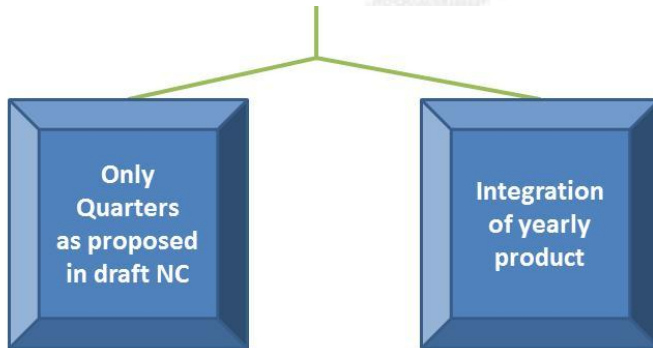 Only
Quarters
as proposed
in draft NC
Integration
of yearly
product